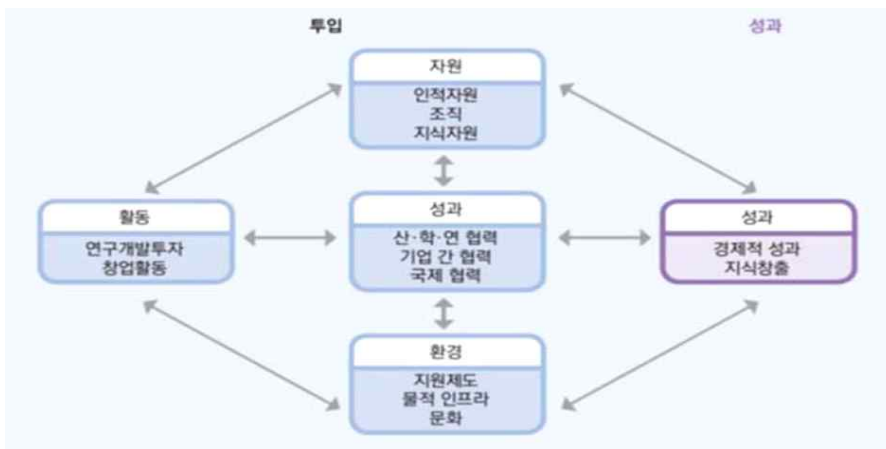 투입
성과
자원
인적자원
조직
지식자원
활동
연구개발투자
창업활동
성과
산·학·연 협력
기업 간 협력
국제 협력
성과
경제적 성과
지식창출
환경
지원제도
물적 인프라
문화